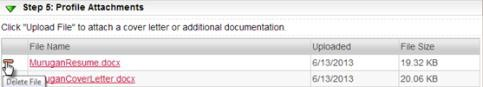 Step 5: Profile Attachments
Click "Upload File" to attach a cover letter or additional documentation.
File Name Uploaded File Size
MuruganResume.docx 6/13/2013 19.32 KB
uganCoverLetter.docx 6/13/2013 20.06 KB
Delete File